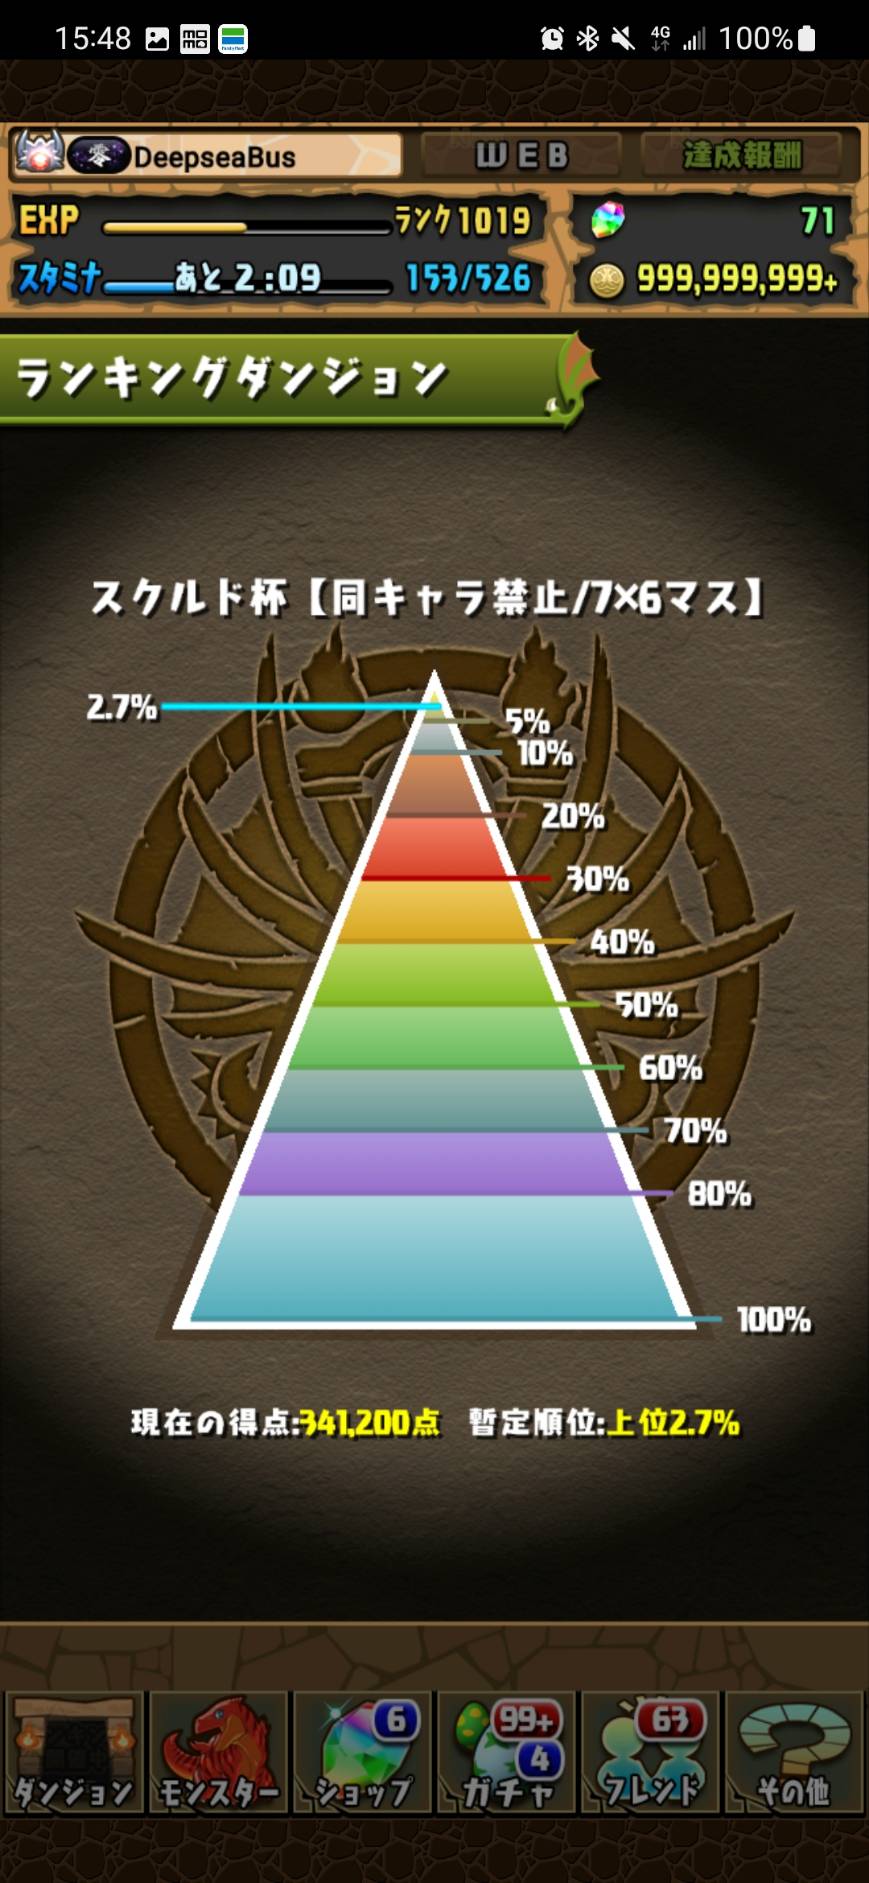 15:48 4G 100%
零 DeepseaBus WEB 達成報酬
EXP ランク1019 71
スタミナ あと 2:09 153/526 999,999,999+
ランキングダンジョン
スクルド杯【同キャラ禁止/7×6マス】
2.7%
5%
10%
20%
30%
40%
50%
60%
70%
80%
100%
現在の得点:341,200点 暫定順位:上位2.7%
6 99+ 4 63
ダンジョン モンスター ショップ ガチャ フレンド その他